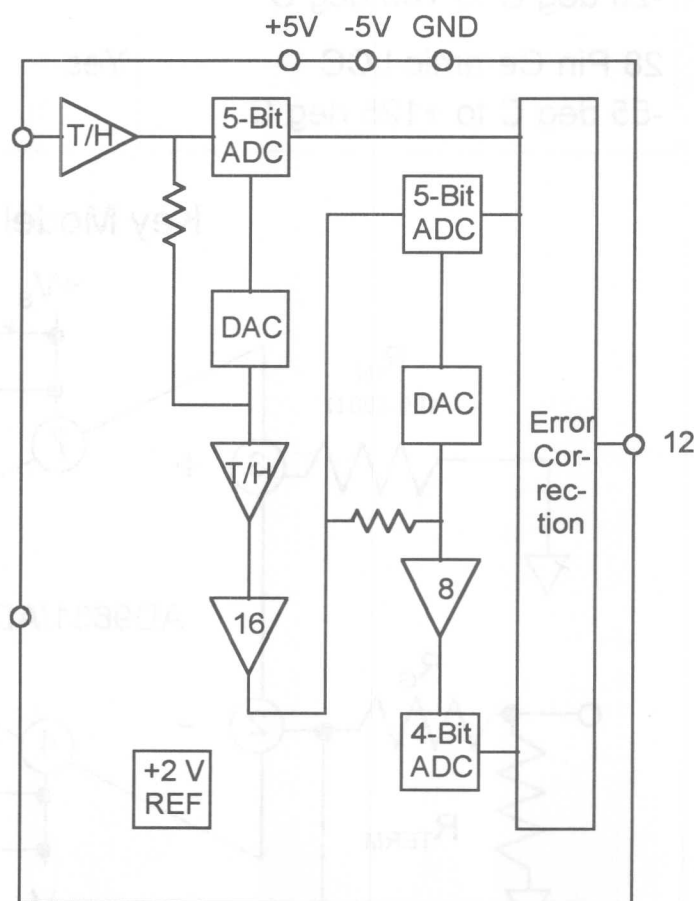 +5V -5V GND
T/H
5-Bit
ADC
5-Bit
ADC
DAC
DAC
Error
Cor-
rec-
tion
12
T/H
8
16
4-Bit
ADC
+2 V
REF